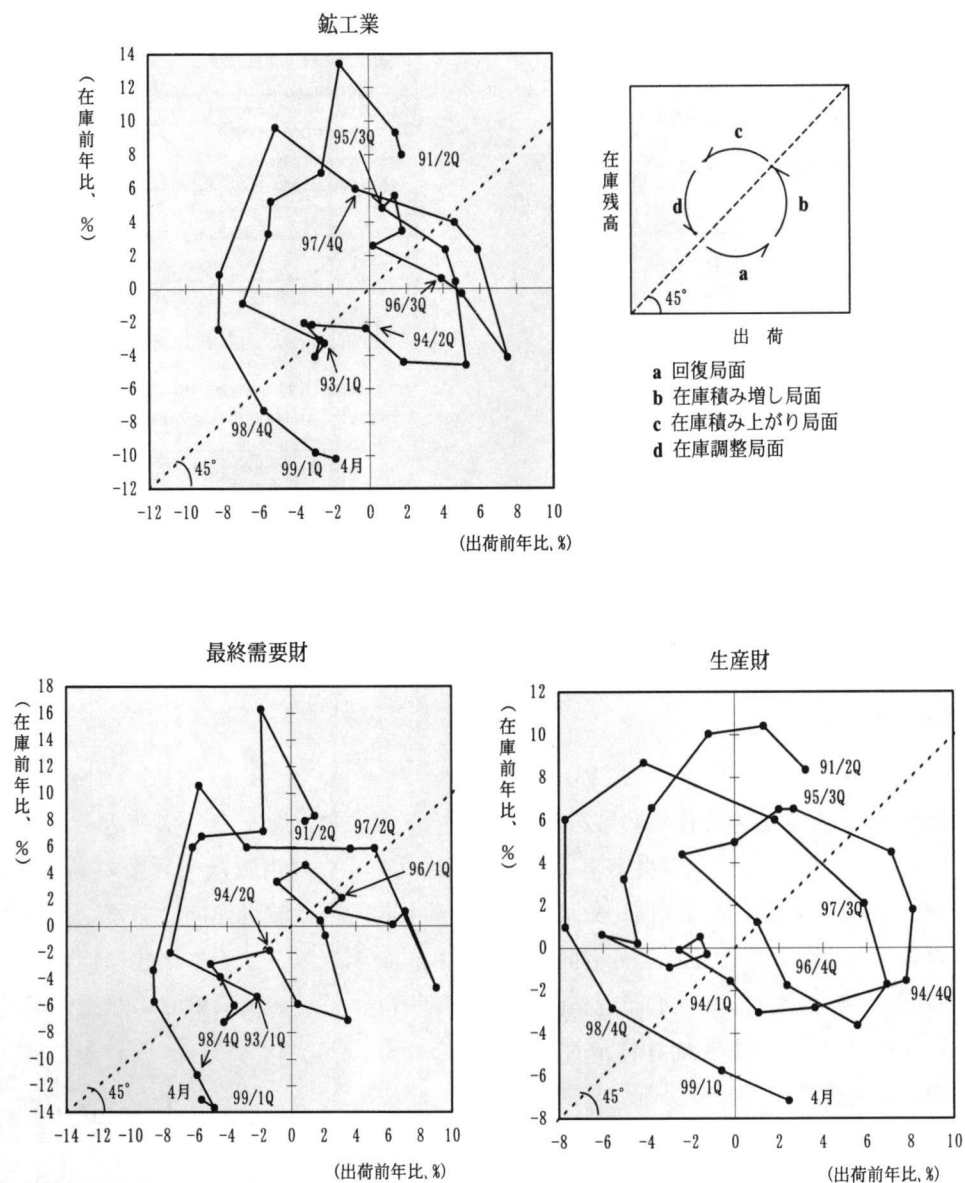 鉱工業
(在庫前年比、%)
14
12
10
8
6
4
2
0
-2
-4
-6
-8
-10
-12
-12 -10 -8 -6 -4 -2 0 2 4 6 8 10
(出荷前年比,%)
95/3Q
91/2Q
97/4Q
96/3Q
94/2Q
93/1Q
98/4Q
99/1Q
4月
45°
在庫残高
c
d
b
a
45°
出荷
a 回復局面
b 在庫積み増し局面
c 在庫積み上がり局面
d 在庫調整局面
最終需要財
(在庫前年比、%)
18
16
14
12
10
8
6
4
2
0
-2
-4
-6
-8
-10
-12
-14
-14 -12 -10 -8 -6 -4 -2 0 2 4 6 8 10
(出荷前年比,%)
91/2Q
97/2Q
96/1Q
94/2Q
98/4Q
93/1Q
4月
99/1Q
45°
生産財
(在庫前年比、%)
12
10
8
6
4
2
0
-2
-4
-6
-8
-8 -6 -4 -2 0 2 4 6 8 10
(出荷前年比,%)
91/2Q
95/3Q
97/3Q
96/4Q
94/1Q
94/4Q
98/4Q
99/1Q
4月
45°